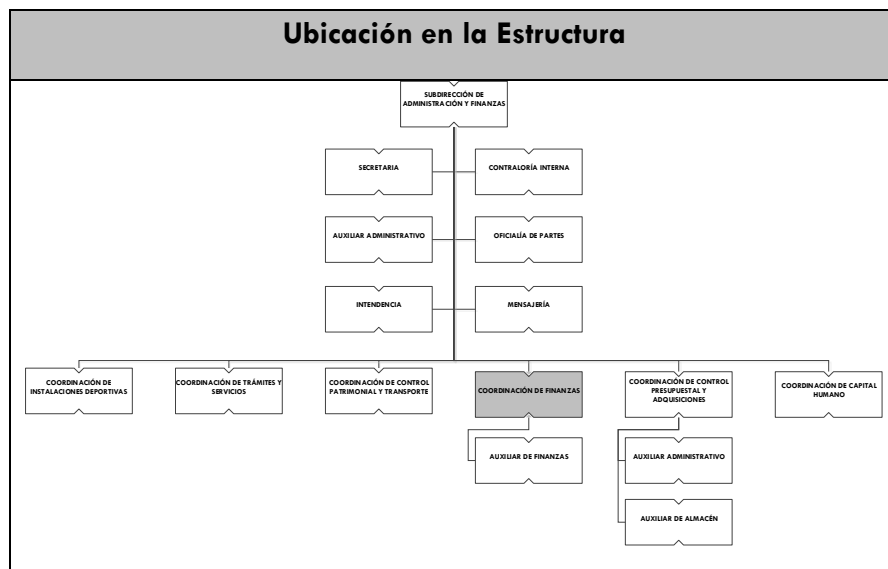 Ubicación en la Estructura
SUBDIRECCIÓN DE
ADMINISTRACIÓN Y FINANZAS
SECRETARIA
CONTRALORÍA INTERNA
AUXILIAR ADMINISTRATIVO
OFICIALÍA DE PARTES
INTENDENCIA
MENSAJERÍA
COORDINACIÓN DE
INSTALACIONES DEPORTIVAS
COORDINACIÓN DE TRÁMITES Y
SERVICIOS
COORDINACIÓN DE CONTROL
PATRIMONIAL Y TRANSPORTE
COORDINACIÓN DE FINANZAS
COORDINACIÓN DE CONTROL
PRESUPUESTAL Y
ADQUISICIONES
COORDINACIÓN DE CAPITAL
HUMANO
AUXILIAR DE FINANZAS
AUXILIAR ADMINISTRATIVO
AUXILIAR DE ALMACÉN